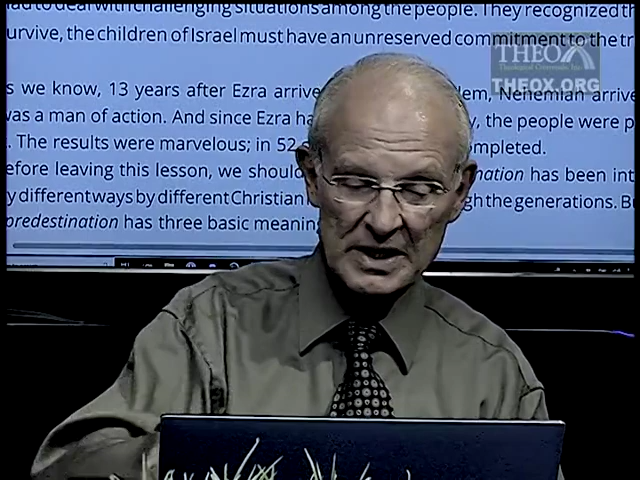 had to deal with challenging situations among the people. They recognized th
urvive, the children of Israel must have an unreserved commitment to the tr
THEO
THEOX.ORG
s we know, 13 years after Ezra arrive lem, Nehemiah arrive
was a man of action. And since Ezra ha y, the people were p
. The results were marvelous; in 52 ompleted.
efore leaving this lesson, we should nation has been int
y different ways by different Christian gh the generations. Bu
predestination has three basic meaning